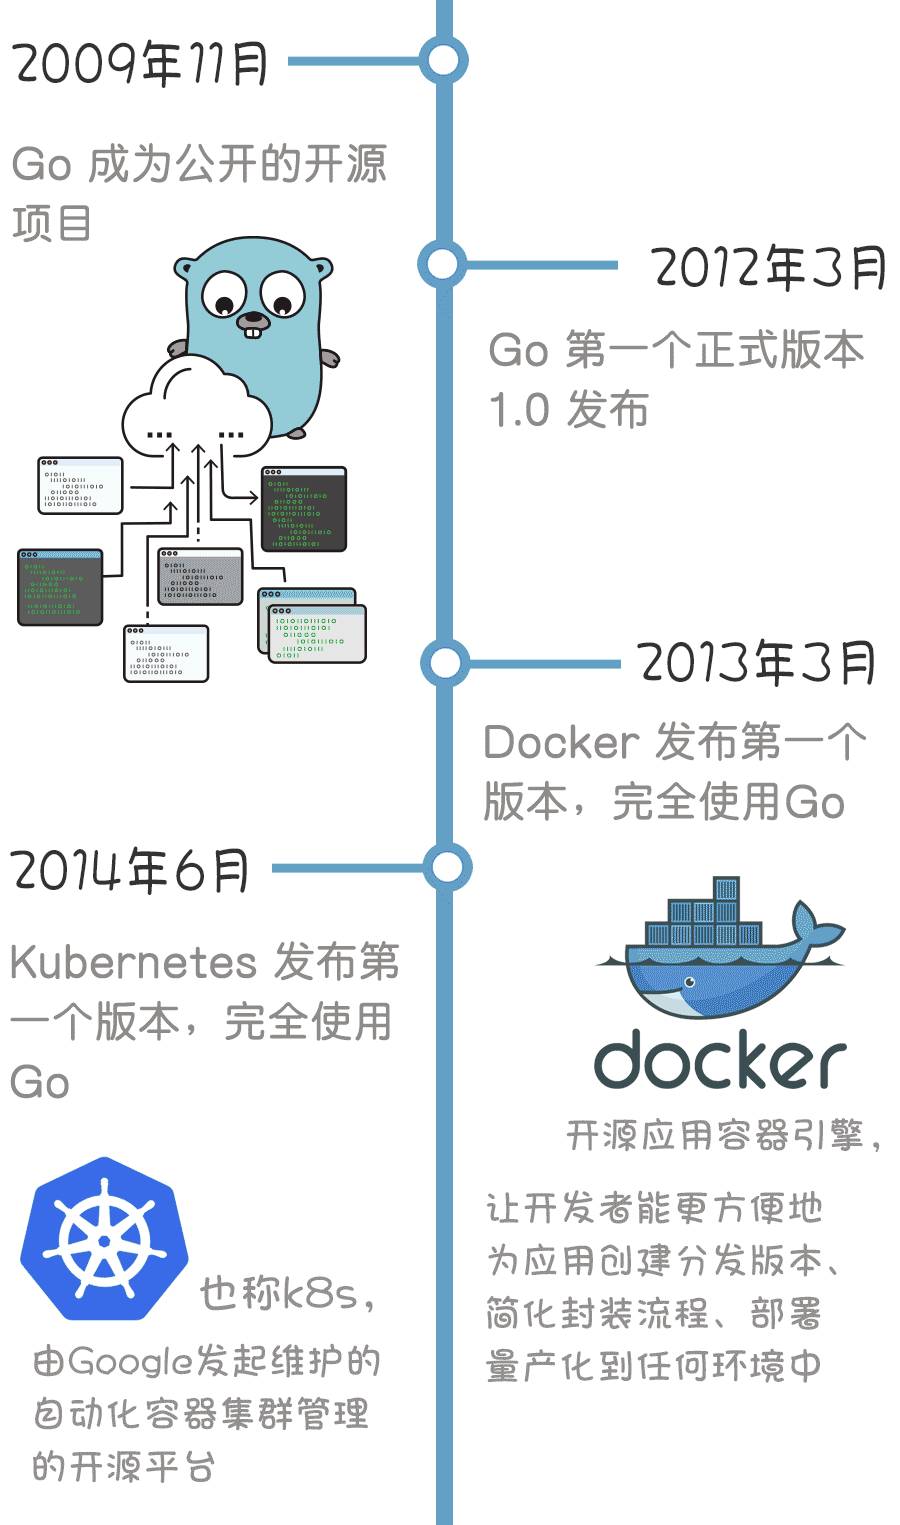 2009年11月
Go 成为公开的开源
项目
2012年3月
Go 第一个正式版本
1.0 发布
2013年3月
Docker 发布第一个
版本，完全使用Go
docker
开源应用容器引擎，
让开发者能更方便地
为应用创建分发版本、
简化封装流程、部署
量产化到任何环境中
2014年6月
Kubernetes 发布第
一个版本，完全使用
Go
也称k8s，
由Google发起维护的
自动化容器集群管理
的开源平台